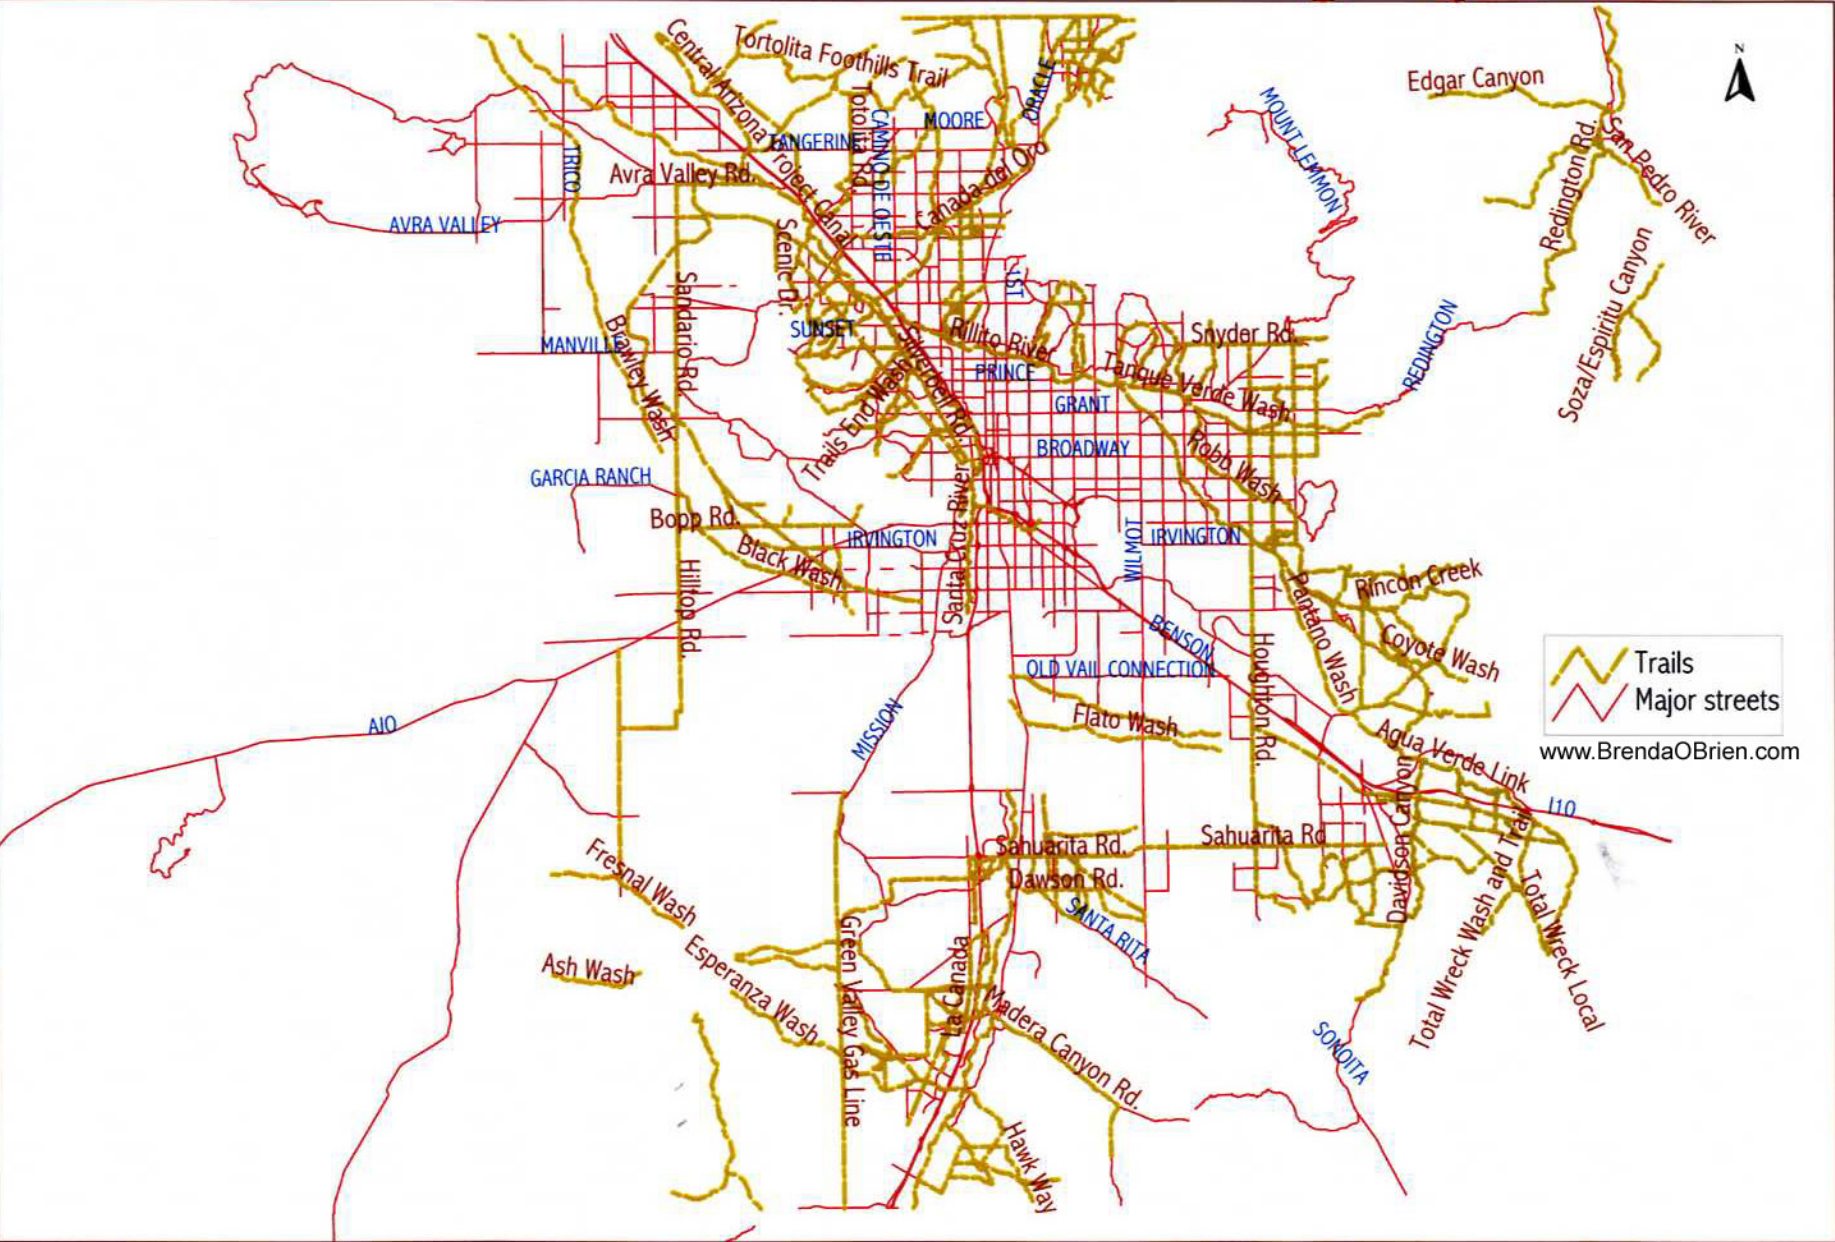 Central Arizona Project Canal
Tortolita Foothills Trail
ORACLE
MOUNT LEMMON
Edgar Canyon
N
Totolita Rd.
CAMINO DE OESTE
MOORE
TANGERINE
TRICO
Avra Valley Rd.
Canada del Oro
Redington Rd.
San Pedro River
AVRA VALLEY
Scenic Dr.
1ST
Soza/Espiritu Canyon
Sandario Rd.
SUNSET
Rillito River
Snyder Rd.
REDINGTON
MANVILLE
Brawley Wash
Silverbell Rd.
PRINCE
Tanque Verde Wash
GRANT
Trails End Wash
BROADWAY
Robb Wash
GARCIA RANCH
Bopp Rd.
Santa Cruz River
IRVINGTON
WILMOT
IRVINGTON
Black Wash
Hilltop Rd.
Pantano Wash
Rincon Creek
BENSON
Coyote Wash
Houghton Rd.
OLD VAIL CONNECTION
Trails
Major streets
www.BrendaOBrien.com
AJO
MISSION
Flato Wash
Agua Verde Link
I10
Davidson Canyon
Sahuarita Rd.
Sahuarita Rd
Dawson Rd.
Fresnal Wash
SANTA RITA
Total Wreck Wash and Trail
Total Wreck Local
Green Valley Gas Line
La Canada
Ash Wash
Esperanza Wash
Madera Canyon Rd.
SONOITA
Hawk Way